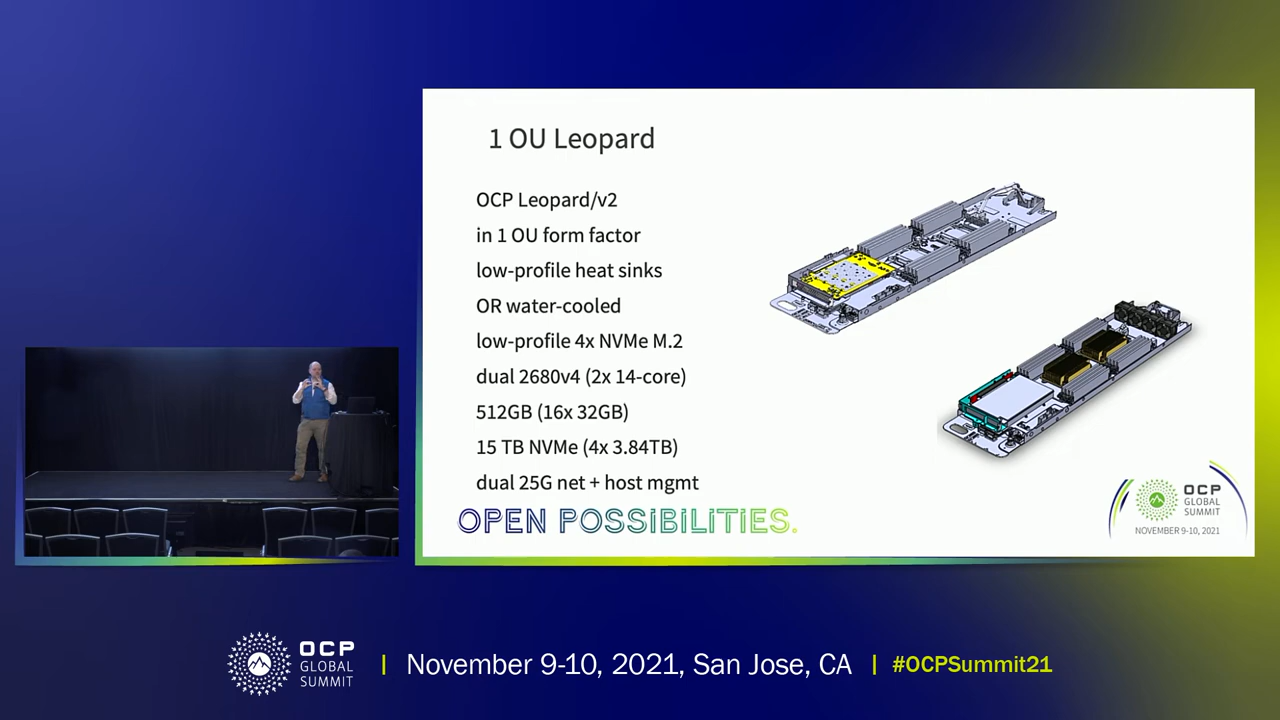 1 OU Leopard
OCP Leopard/v2
in 1 OU form factor
low-profile heat sinks
OR water-cooled
low-profile 4x NVMe M.2
dual 2680v4 (2x 14-core)
512GB (16x 32GB)
15 TB NVMe (4x 3.84TB)
dual 25G net + host mgmt
OPEN POSSIBILITIES.
OCP
GLOBAL
SUMMIT
NOVEMBER 9-10, 2021
OCP
GLOBAL
SUMMIT
November 9-10, 2021, San Jose, CA
#OCPSummit21